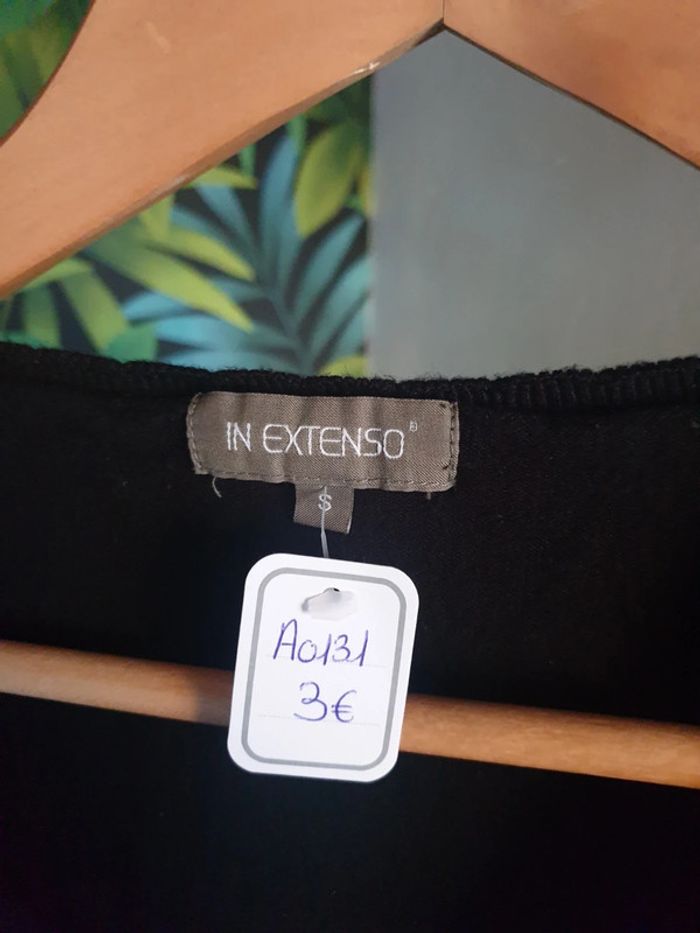 IN EXTENSO®
S
A0131
3€